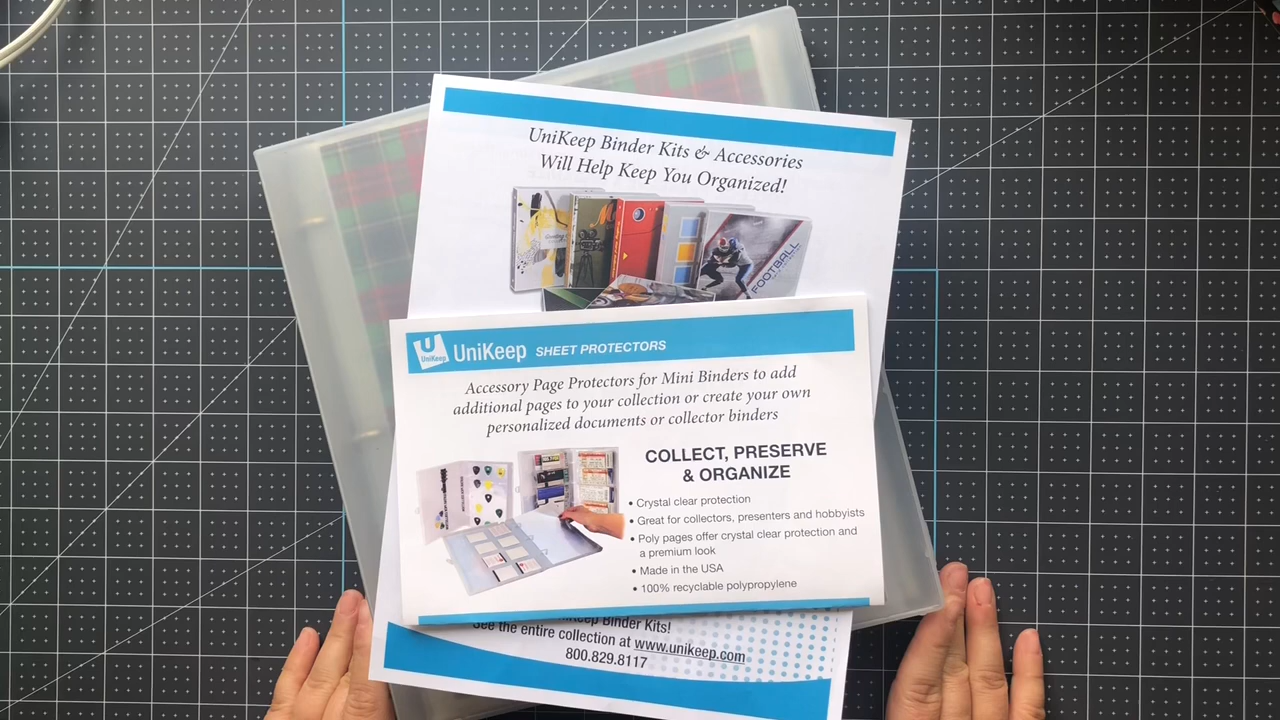 UniKeep Binder Kits & Accessories
Will Help Keep You Organized!
FOOTBALL
U
UniKeep
UniKeep SHEET PROTECTORS
Accessory Page Protectors for Mini Binders to add
additional pages to your collection or create your own
personalized documents or collector binders
COLLECT, PRESERVE
& ORGANIZE
• Crystal clear protection
• Great for collectors, presenters and hobbyists
• Poly pages offer crystal clear protection and
a premium look
• Made in the USA
• 100% recyclable polypropylene
Binder Kits!
See the entire collection at www.unikeep.com
800.829.8117